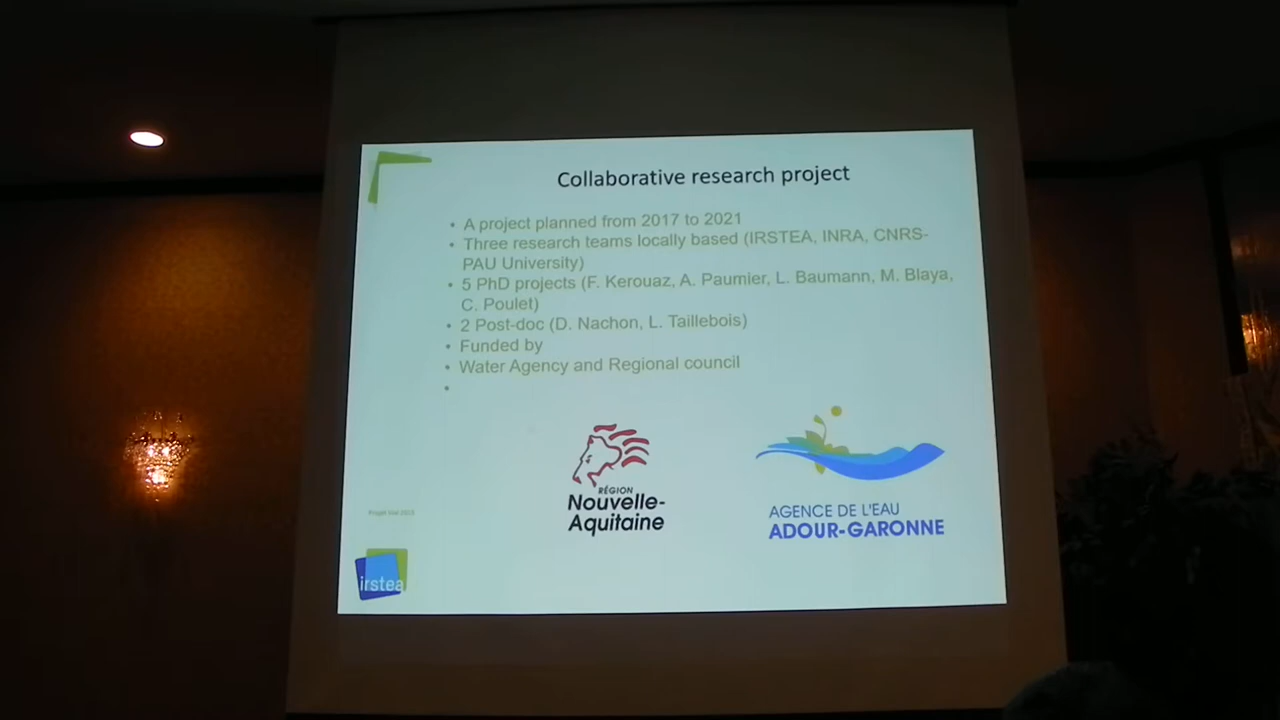 Collaborative research project
• A project planned from 2017 to 2021
• Three research teams locally based (IRSTEA, INRA, CNRS-
PAU University)
• 5 PhD projects (F. Kerouaz, A. Paumier, L. Baumann, M. Blaya,
C. Poulet)
• 2 Post-doc (D. Nachon, L. Taillebois)
• Funded by
• Water Agency and Regional council
•
RÉGION
Nouvelle-
Aquitaine
AGENCE DE L'EAU
ADOUR-GARONNE
irstea